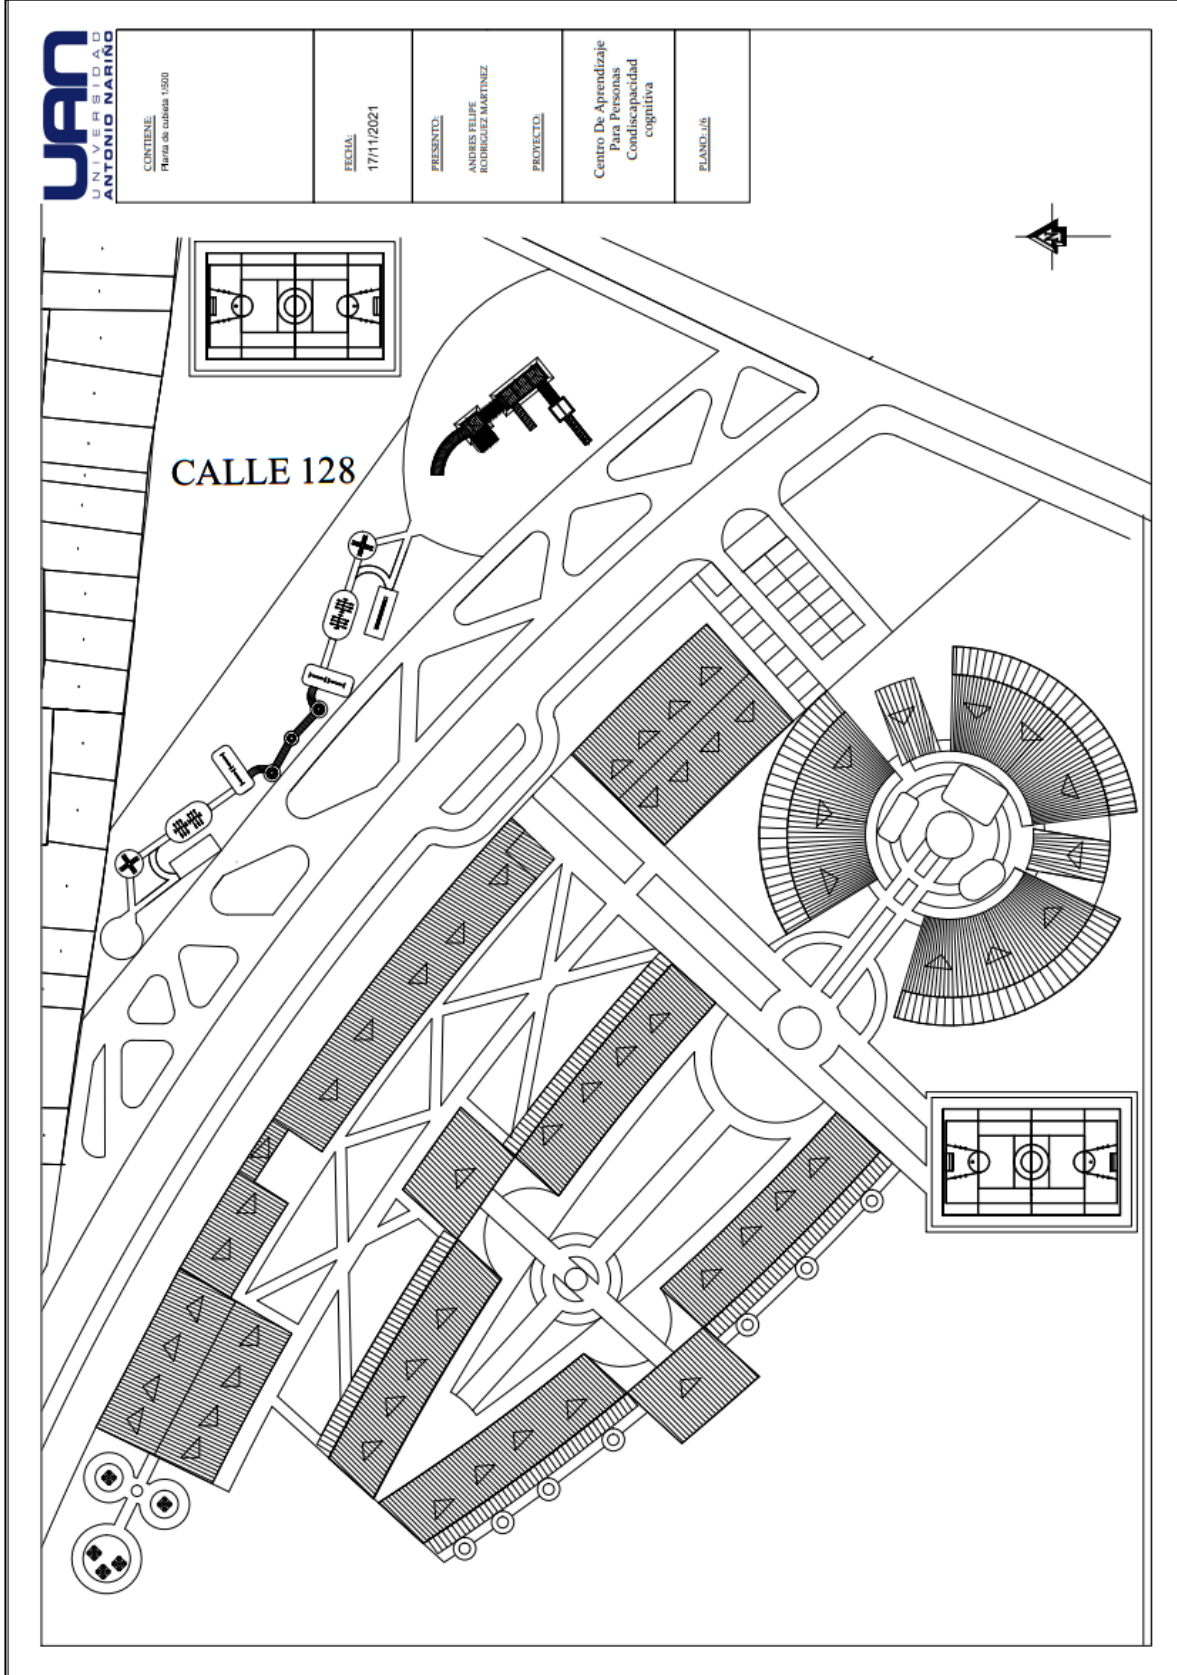 UAN
UNIVERSIDAD
ANTONIO NARIÑO
CONTIENE:
Planta de cubieta 1/500
FECHA:
17/11/2021
PRESENTO:
ANDRES FELIPE
RODRIGUEZ MARTINEZ
PROYECTO:
Centro De Aprendizaje
Para Personas
Condiscapacidad
cognitiva
PLANO: 1/6
N
CALLE 128